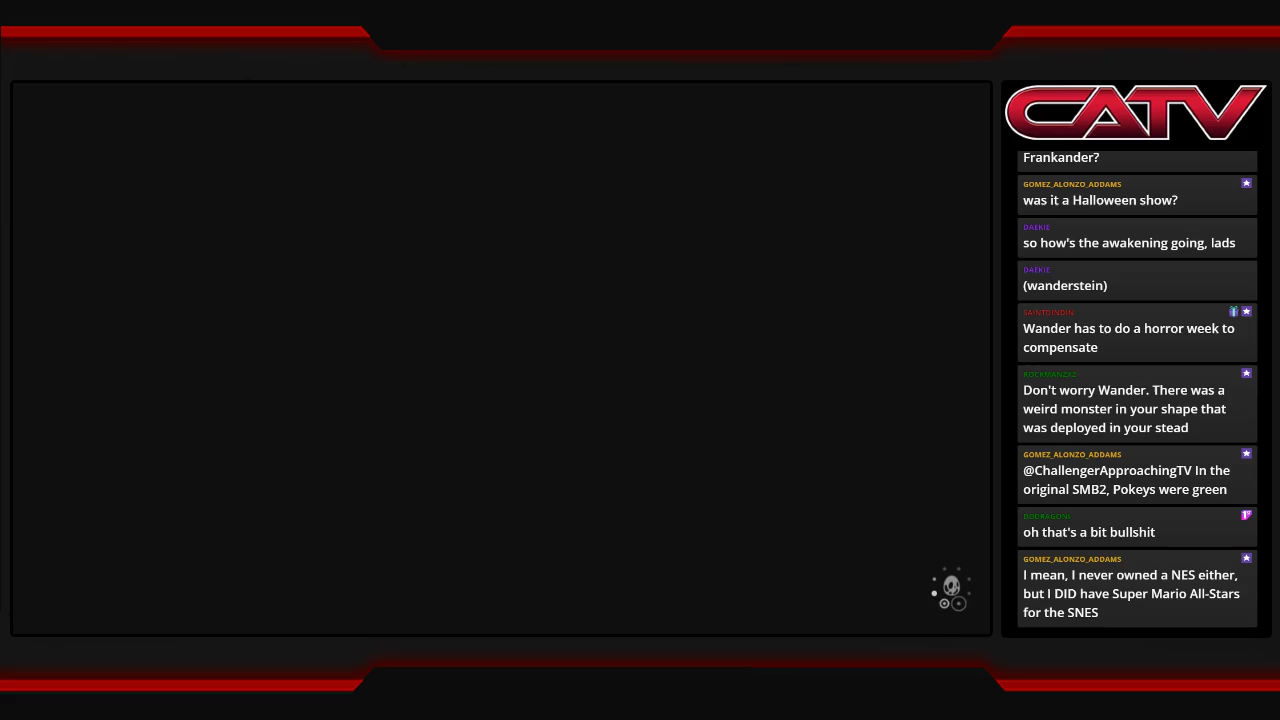 CATV
Frankander?
GOMEZ_ALONZO_ADDAMS
was it a Halloween show?
DAEKIE
so how's the awakening going, lads
DAEKIE
(wanderstein)
SAINTDINDIN
Wander has to do a horror week to
compensate
ROCKMANZX2
Don't worry Wander. There was a
weird monster in your shape that
was deployed in your stead
GOMEZ_ALONZO_ADDAMS
@ChallengerApproachingTV In the
original SMB2, Pokeys were green
oh that's a bit bullshit
GOMEZ_ALONZO_ADDAMS
I mean, I never owned a NES either,
but I DID have Super Mario All-Stars
for the SNES